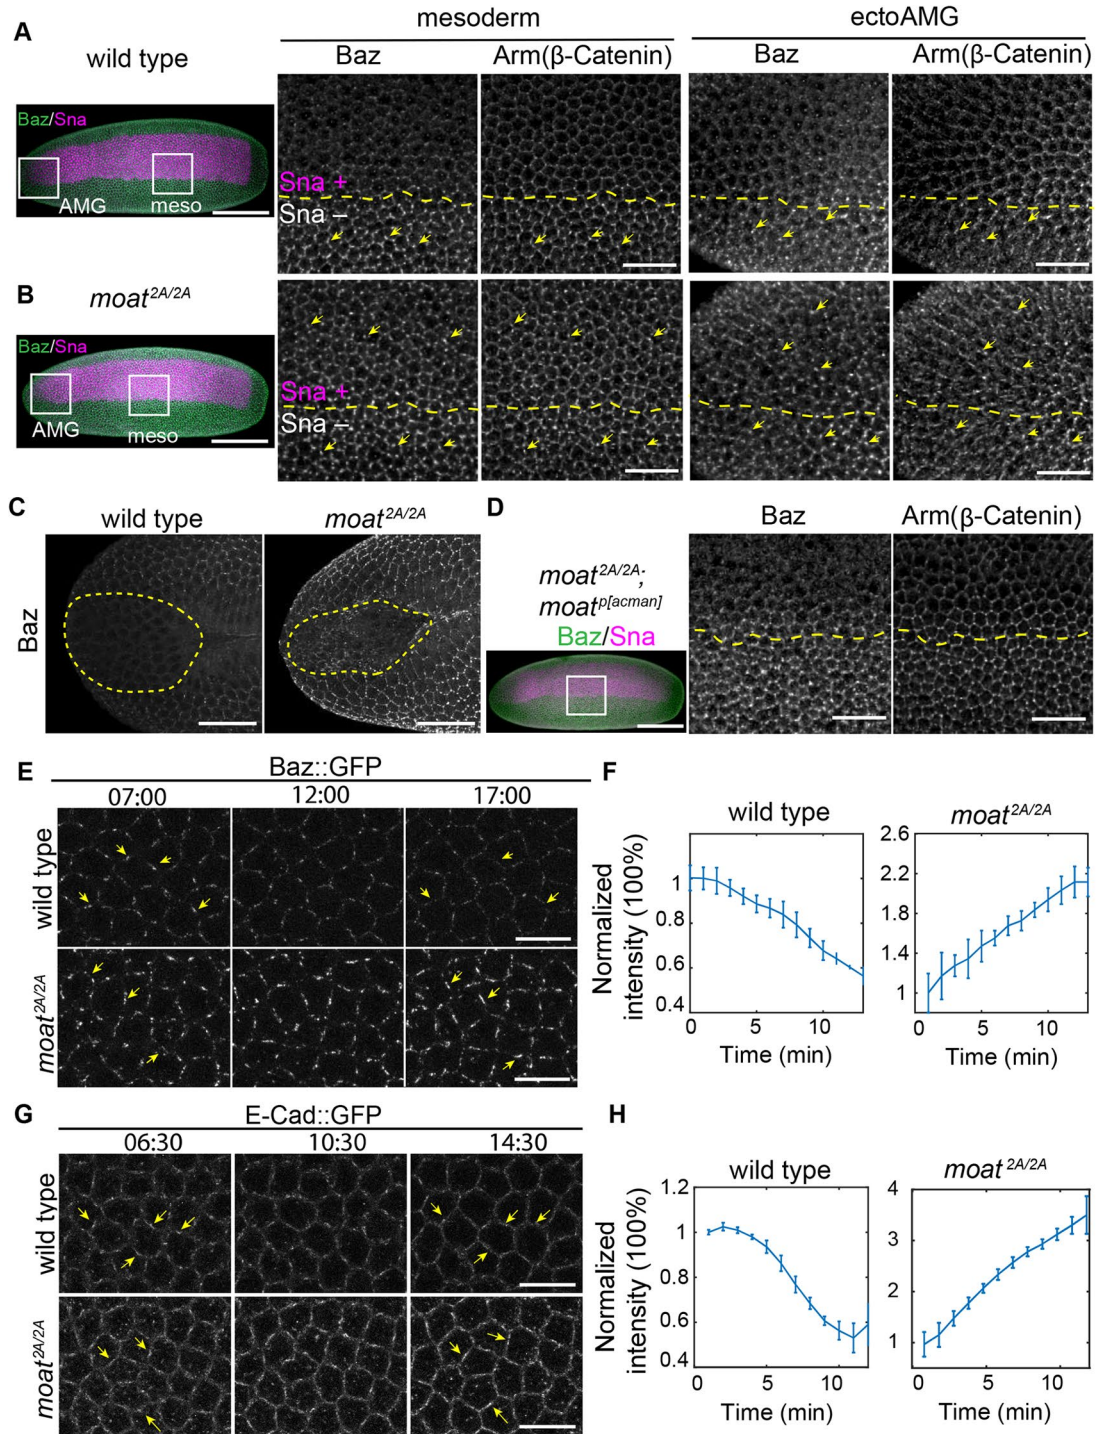 A
wild type
mesoderm
ectoAMG
Baz
Arm(β-Catenin)
Baz
Arm(β-Catenin)
Baz/Sna
AMG
meso
Sna +
Sna –
B
moat2A/2A
Baz/Sna
AMG
meso
Sna +
Sna –
C
wild type
moat2A/2A
Baz
D
moat2A/2A;
moatp[acman]
Baz/Sna
Baz
Arm(β-Catenin)
E
Baz::GFP
07:00
12:00
17:00
wild type
moat2A/2A
F
wild type
moat2A/2A
Normalized
intensity (100%)
1
0.8
0.6
0.4
0
5
10
Time (min)
2.6
2.2
1.8
1.4
1
0
5
10
Time (min)
G
E-Cad::GFP
06:30
10:30
14:30
wild type
moat2A/2A
H
wild type
moat2A/2A
Normalized
intensity (100%)
1.2
1
0.8
0.6
0.4
0
5
10
Time (min)
4
3
2
1
0
5
10
Time (min)